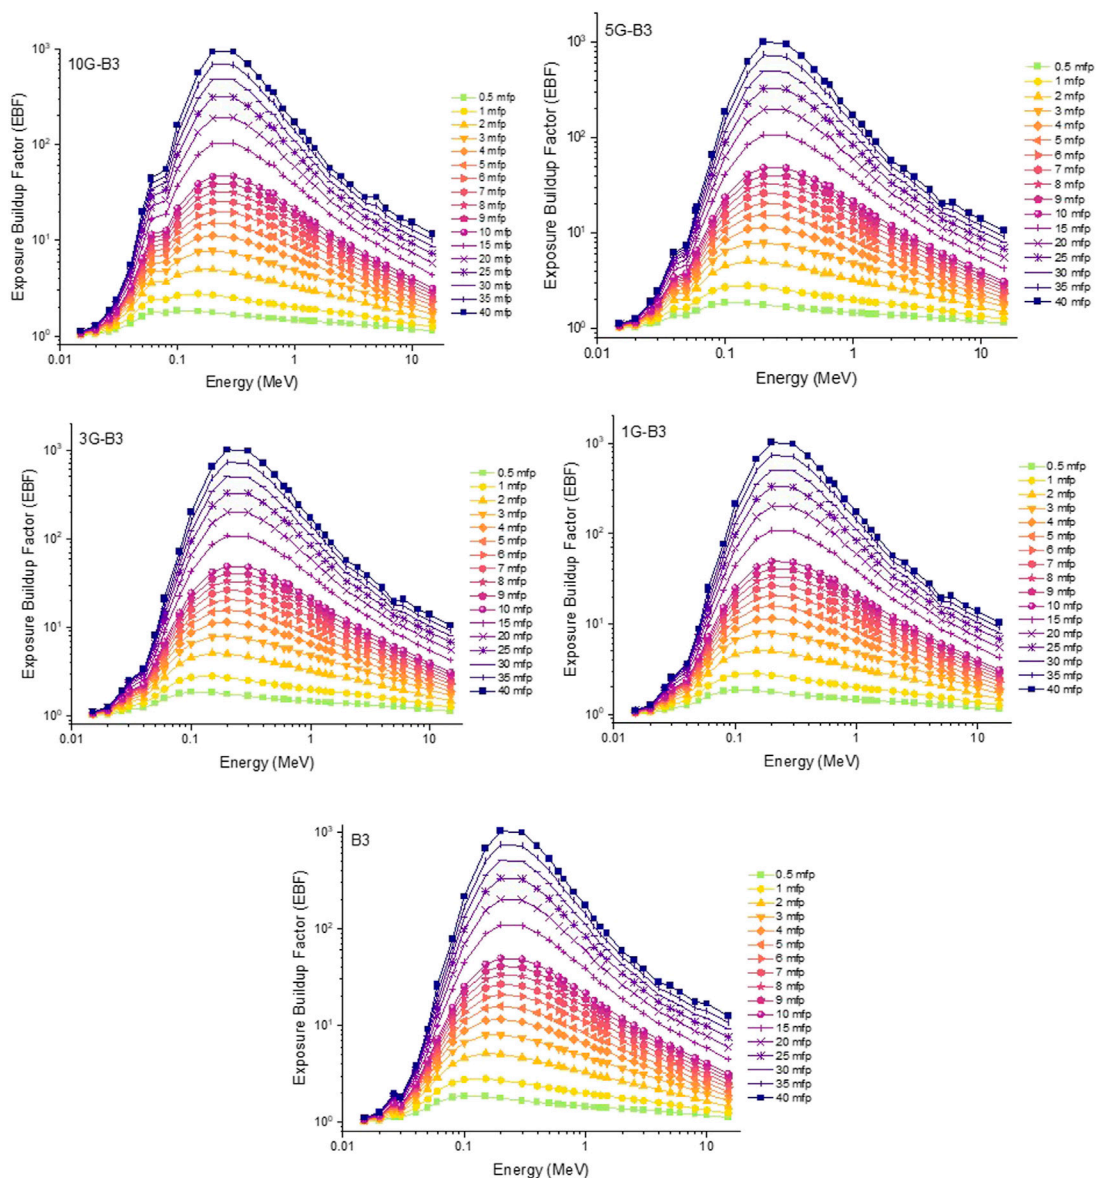 10G-B3
Exposure Buildup Factor (EBF)
10³
10²
10¹
10⁰
0.01
0.1
1
10
Energy (MeV)
0.5 mfp
1 mfp
2 mfp
3 mfp
4 mfp
5 mfp
6 mfp
7 mfp
8 mfp
9 mfp
10 mfp
15 mfp
20 mfp
25 mfp
30 mfp
35 mfp
40 mfp
5G-B3
Exposure Buildup Factor (EBF)
10³
10²
10¹
10⁰
0.01
0.1
1
10
Energy (MeV)
0.5 mfp
1 mfp
2 mfp
3 mfp
4 mfp
5 mfp
6 mfp
7 mfp
8 mfp
9 mfp
10 mfp
15 mfp
20 mfp
25 mfp
30 mfp
35 mfp
40 mfp
3G-B3
Exposure Buildup Factor (EBF)
10³
10²
10¹
10⁰
0.01
0.1
1
10
Energy (MeV)
0.5 mfp
1 mfp
2 mfp
3 mfp
4 mfp
5 mfp
6 mfp
7 mfp
8 mfp
9 mfp
10 mfp
15 mfp
20 mfp
25 mfp
30 mfp
35 mfp
40 mfp
1G-B3
Exposure Buildup Factor (EBF)
10³
10²
10¹
10⁰
0.01
0.1
1
10
Energy (MeV)
0.5 mfp
1 mfp
2 mfp
3 mfp
4 mfp
5 mfp
6 mfp
7 mfp
8 mfp
9 mfp
10 mfp
15 mfp
20 mfp
25 mfp
30 mfp
35 mfp
40 mfp
B3
Exposure Buildup Factor (EBF)
10³
10²
10¹
10⁰
0.01
0.1
1
10
Energy (MeV)
0.5 mfp
1 mfp
2 mfp
3 mfp
4 mfp
5 mfp
6 mfp
7 mfp
8 mfp
9 mfp
10 mfp
15 mfp
20 mfp
25 mfp
30 mfp
35 mfp
40 mfp